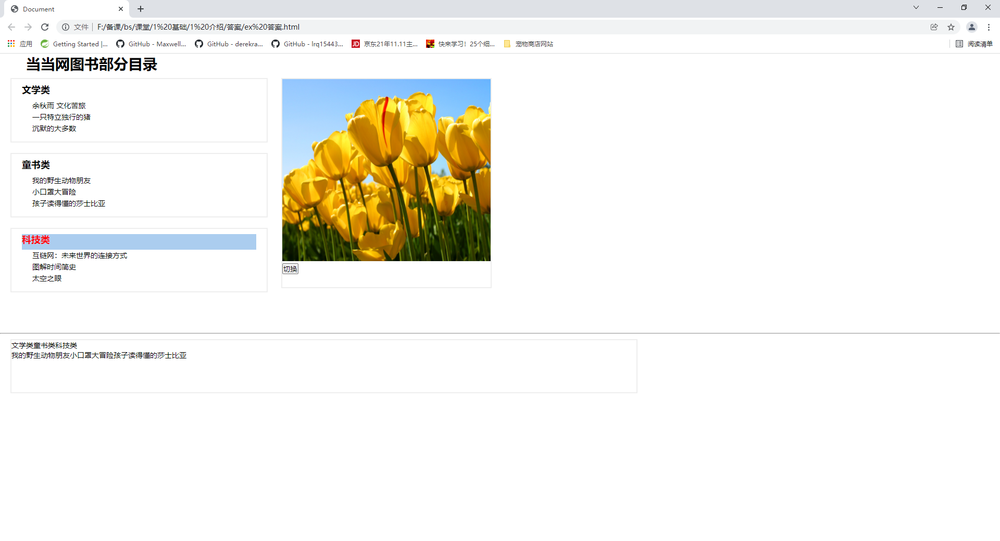 Document
文件 F:/备课/bs/课堂/1%20基础/1%20介绍/答案/ex%20答案.html
应用 Getting Started |... GitHub - Maxwell... GitHub - derekra... GitHub - lrq15443... JD 京东21年11.11主... 快来学习！25个细... 宠物商店网站 阅读清单
当当网图书部分目录
文学类
余秋雨 文化苦旅
一只特立独行的猪
沉默的大多数
童书类
我的野生动物朋友
小口罩大冒险
孩子读得懂的莎士比亚
科技类
互链网：未来世界的连接方式
图解时间简史
太空之眼
切换
文学类童书类科技类
我的野生动物朋友小口罩大冒险孩子读得懂的莎士比亚